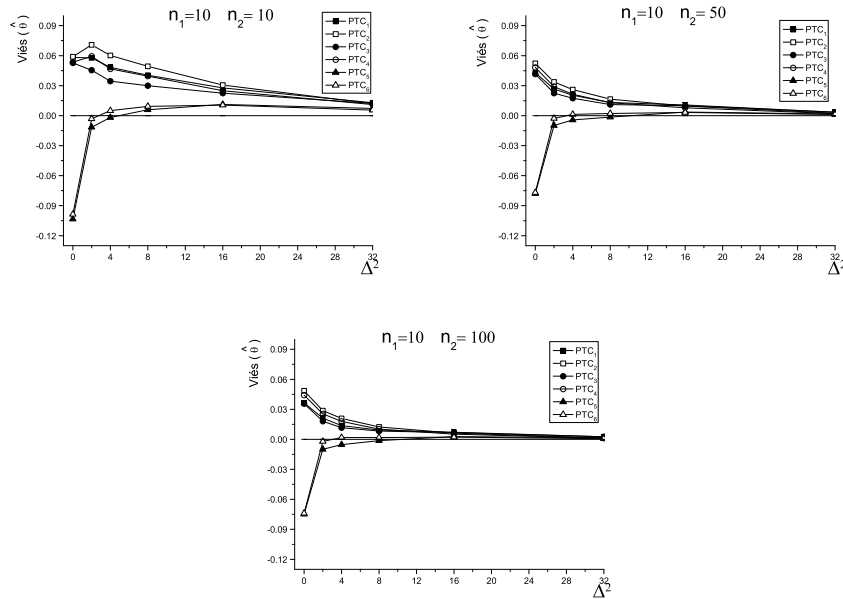 n₁=10 n₂= 10
Viés ( θ̂ )
0.09
0.06
0.03
0.00
-0.03
-0.06
-0.09
-0.12
0 4 8 12 16 20 24 28 32
Δ²
PTC₁
PTC₂
PTC₃
PTC₄
PTC₅
PTC₆
n₁=10 n₂= 50
Viés ( θ̂ )
0.09
0.06
0.03
0.00
-0.03
-0.06
-0.09
-0.12
0 4 8 12 16 20 24 28 32
Δ²
PTC₁
PTC₂
PTC₃
PTC₄
PTC₅
PTC₆
n₁=10 n₂= 100
Viés ( θ̂ )
0.09
0.06
0.03
0.00
-0.03
-0.06
-0.09
-0.12
0 4 8 12 16 20 24 28 32
Δ²
PTC₁
PTC₂
PTC₃
PTC₄
PTC₅
PTC₆